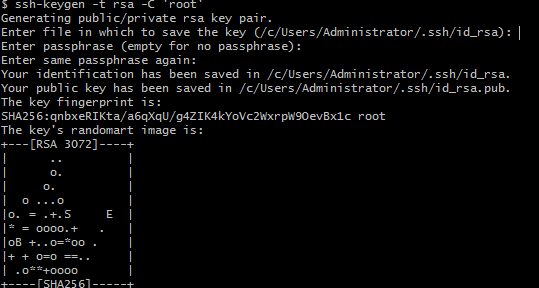 $ ssh-keygen -t rsa -C 'root'
Generating public/private rsa key pair.
Enter file in which to save the key (/c/Users/Administrator/.ssh/id_rsa):
Enter passphrase (empty for no passphrase):
Enter same passphrase again:
Your identification has been saved in /c/Users/Administrator/.ssh/id_rsa.
Your public key has been saved in /c/Users/Administrator/.ssh/id_rsa.pub.
The key fingerprint is:
SHA256:qnbxeRIKta/a6qXqU/g4ZIK4kYoVc2WxrpW9OevBx1c root
The key's randomart image is:
+---[RSA 3072]----+
|      ..         |
|      o.         |
|     o.          |
|  o ...o         |
|o. = .+.S     E  |
|* = oooo.+   .   |
|oB +..o=*oo .    |
|+ + o=o ==..     |
| .o**+oooo       |
+----[SHA256]-----+